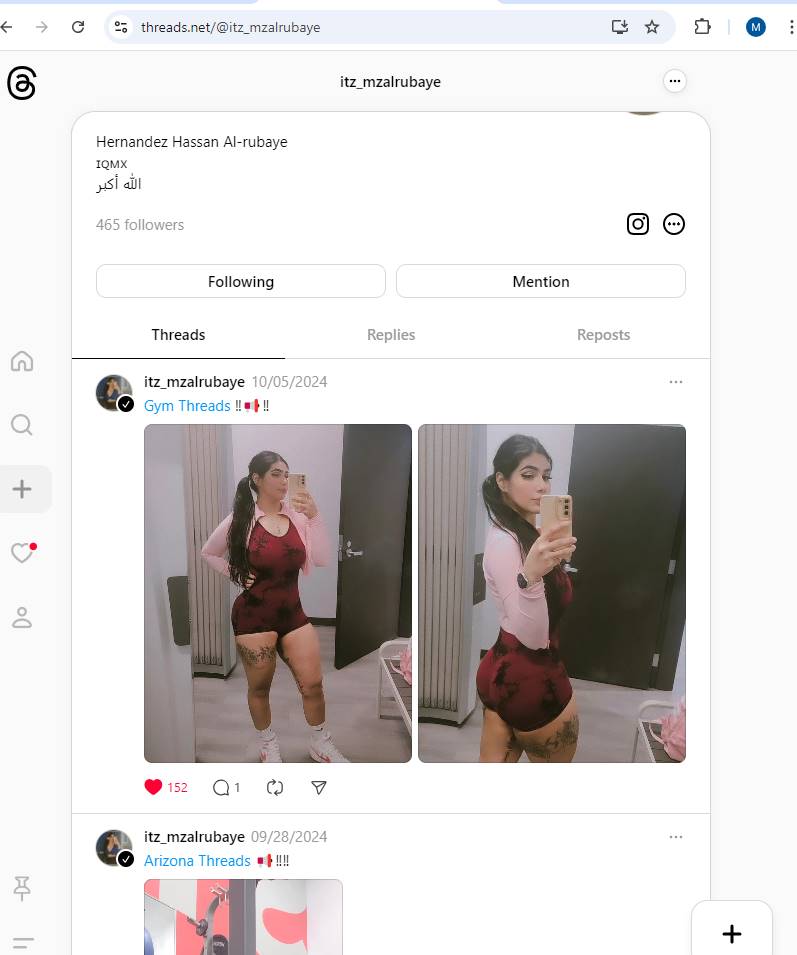 threads.net/@itz_mzalrubaye
M
itz_mzalrubaye
Hernandez Hassan Al-rubaye
ɪQᴍx
الله أكبر
465 followers
Following
Mention
Threads
Replies
Reposts
itz_mzalrubaye 10/05/2024
Gym Threads ‼️📢‼️
152
1
itz_mzalrubaye 09/28/2024
Arizona Threads 📢‼️‼️